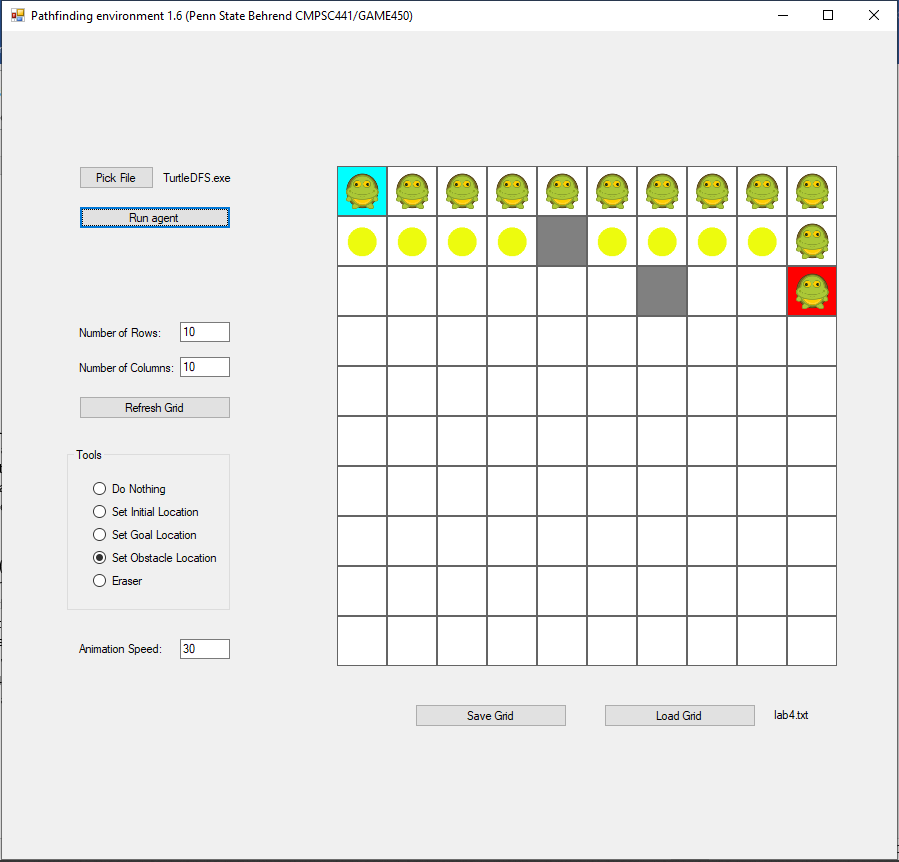 Pathfinding environment 1.6 (Penn State Behrend CMPSC441/GAME450)
Pick File TurtleDFS.exe
Run agent
Number of Rows: 10
Number of Columns: 10
Refresh Grid
Tools
Do Nothing
Set Initial Location
Set Goal Location
Set Obstacle Location
Eraser
Animation Speed: 30
Save Grid Load Grid lab4.txt